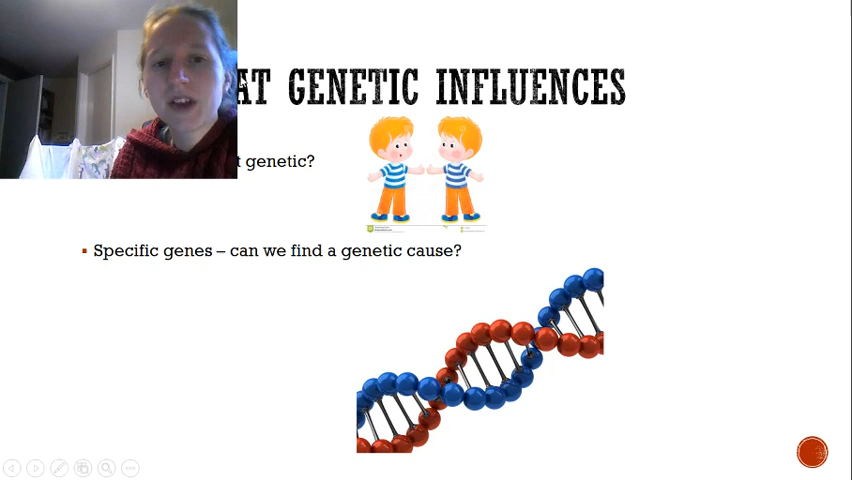 AT GENETIC INFLUENCES
t genetic?
▪ Specific genes – can we find a genetic cause?